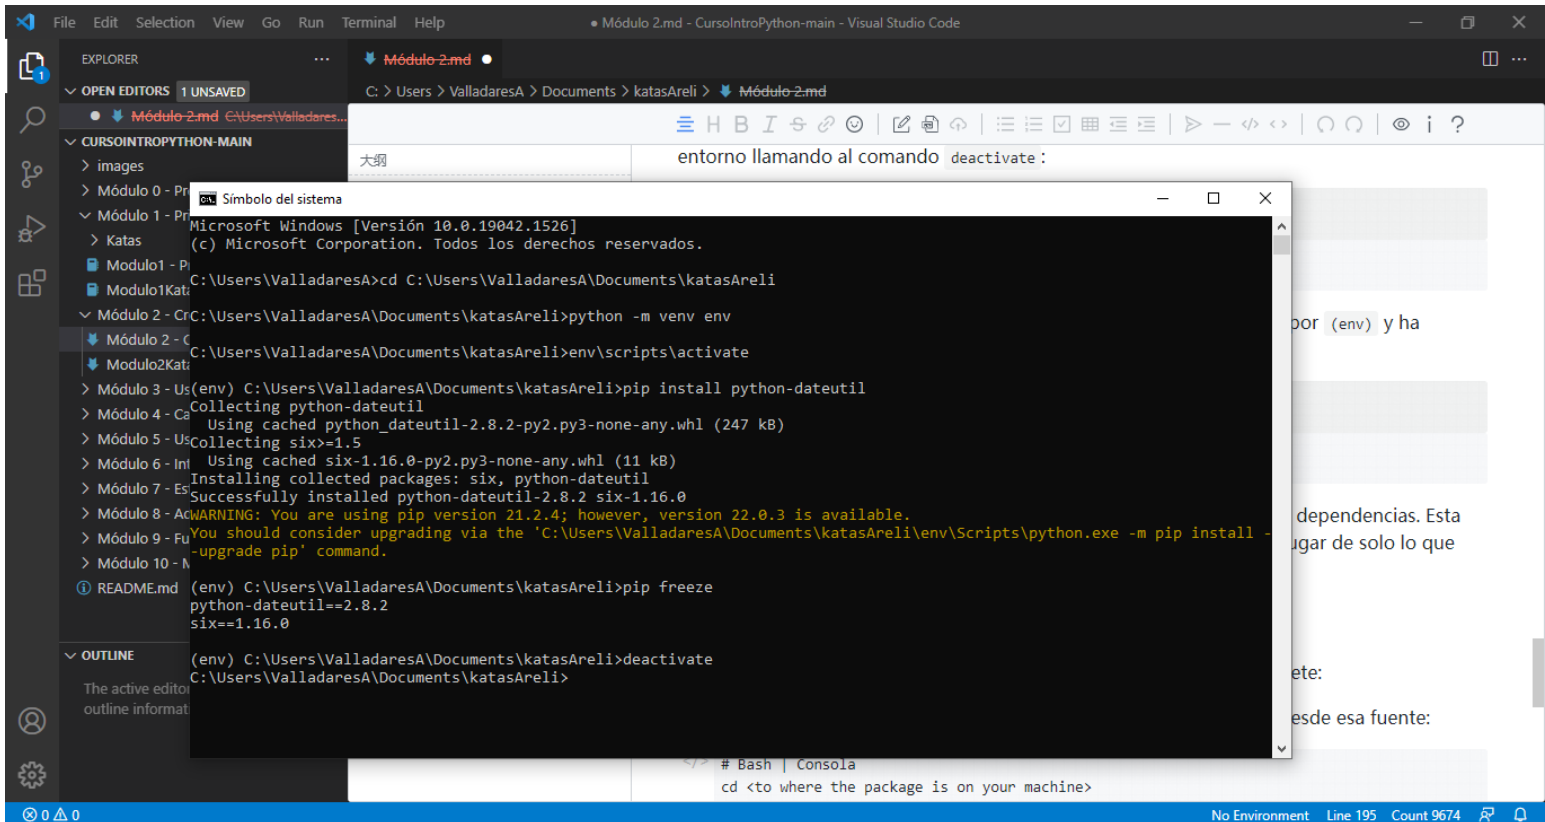 File Edit Selection View Go Run Terminal Help
● Módulo 2.md - CursoIntroPython-main - Visual Studio Code
EXPLORER
OPEN EDITORS 1 UNSAVED
Módulo 2.md C:\Users\Valladares...
CURSOINTROPYTHON-MAIN
images
Módulo 0 - Pr
Módulo 1 - Pr
Katas
Modulo1 - P
Modulo1Kata
Módulo 2 - Cr
Módulo 2 - C
Modulo2Kata
Módulo 3 - Us
Módulo 4 - Ca
Módulo 5 - Us
Módulo 6 - Int
Módulo 7 - Es
Módulo 8 - Ac
Módulo 9 - Fu
Módulo 10 - M
README.md
OUTLINE
The active editor
outline informat
1
Módulo 2.md ●
C: > Users > ValladaresA > Documents > katasAreli > Módulo 2.md
大纲
entorno llamando al comando deactivate :
Símbolo del sistema
Microsoft Windows [Versión 10.0.19042.1526]
(c) Microsoft Corporation. Todos los derechos reservados.
C:\Users\ValladaresA>cd C:\Users\ValladaresA\Documents\katasAreli
C:\Users\ValladaresA\Documents\katasAreli>python -m venv env
C:\Users\ValladaresA\Documents\katasAreli>env\scripts\activate
(env) C:\Users\ValladaresA\Documents\katasAreli>pip install python-dateutil
Collecting python-dateutil
Using cached python_dateutil-2.8.2-py2.py3-none-any.whl (247 kB)
Collecting six>=1.5
Using cached six-1.16.0-py2.py3-none-any.whl (11 kB)
Installing collected packages: six, python-dateutil
Successfully installed python-dateutil-2.8.2 six-1.16.0
WARNING: You are using pip version 21.2.4; however, version 22.0.3 is available.
You should consider upgrading via the 'C:\Users\ValladaresA\Documents\katasAreli\env\Scripts\python.exe -m pip install -
-upgrade pip' command.
(env) C:\Users\ValladaresA\Documents\katasAreli>pip freeze
python-dateutil==2.8.2
six==1.16.0
(env) C:\Users\ValladaresA\Documents\katasAreli>deactivate
C:\Users\ValladaresA\Documents\katasAreli>
por (env) y ha
dependencias. Esta
ugar de solo lo que
ete:
esde esa fuente:
# Bash | Consola
cd <to where the package is on your machine>
0 0
No Environment Line 195 Count 9674